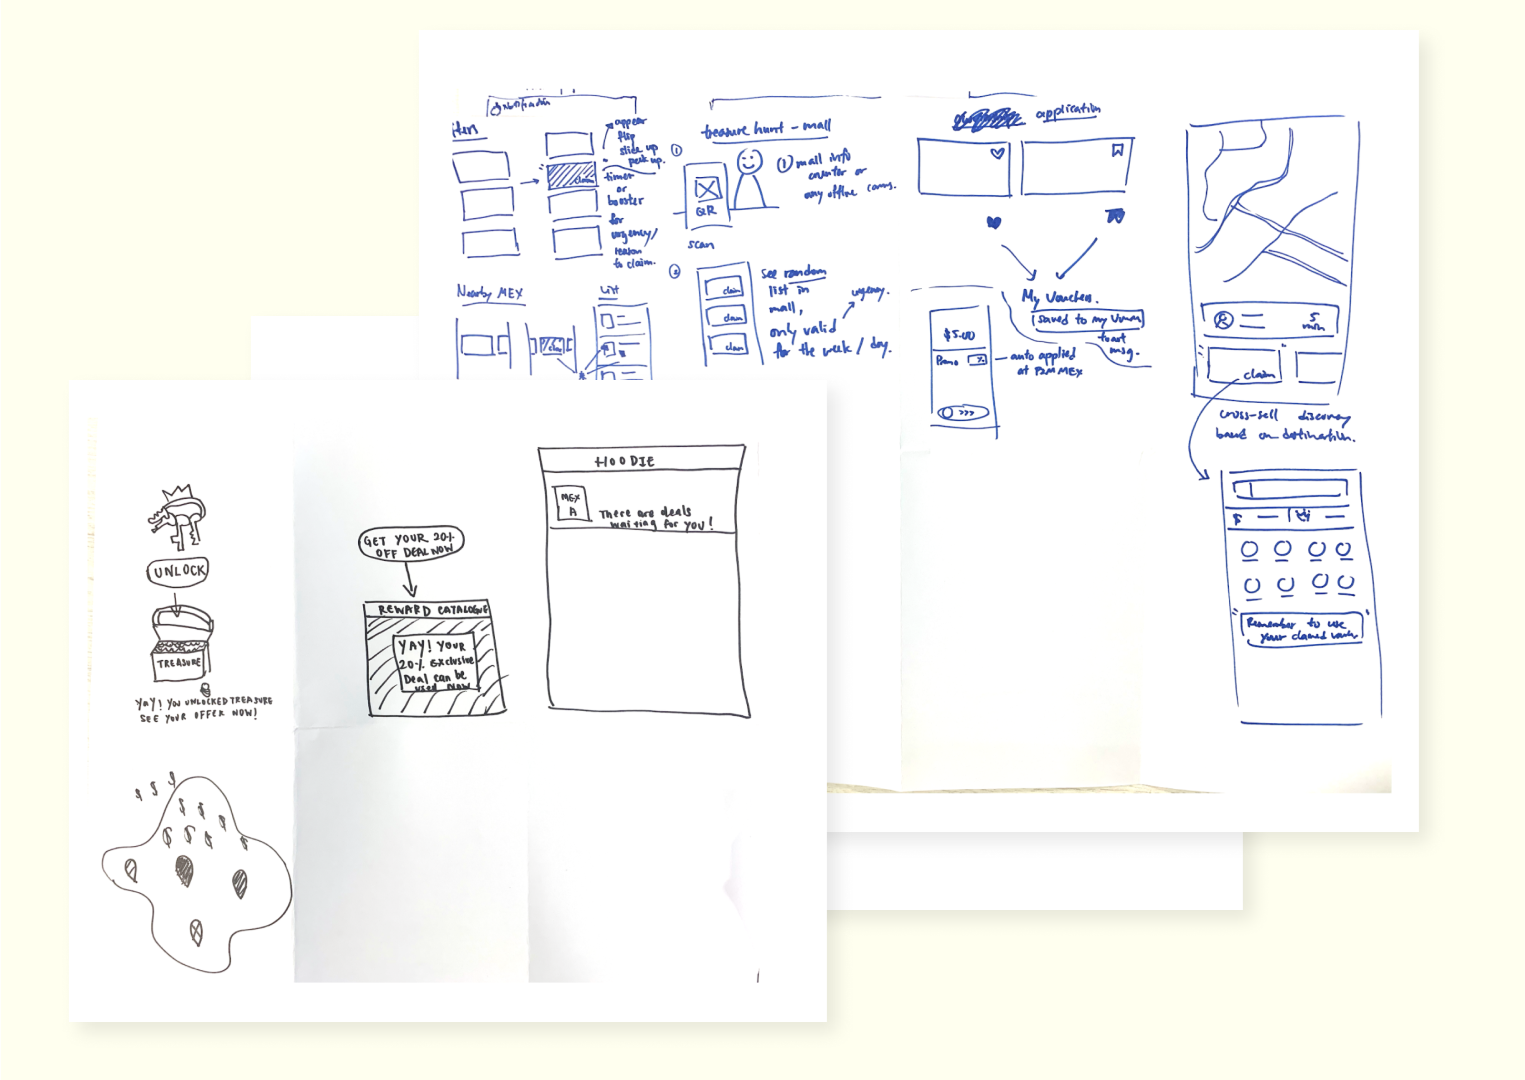 Notification
appear
flip
slide up
peek up.
claim
timer
or
booster
for
urgency/
reason
to claim.
Nearby MEX
claim
List
treasure hunt - mall
①
QR
scan
① mall info
counter or
any offline comms.
②
claim
claim
claim
see random
list in
mall,
only valid
for the week / day.
urgency.
application
My Vouchers.
saved to my
toast
msg.
$5.00
Promo
auto applied
at P2M MEX
>>>
5
min
claim
cross-sell discovery
based on destination.
Remember to use
your claimed
UNLOCK
TREASURE
YAY! YOU UNLOCKED TREASURE
SEE YOUR OFFER NOW!
GET YOUR 20%
OFF DEAL NOW
REWARD CATALOGUE
YAY! YOUR
20% EXCLUSIVE
Deal can be
used now
HOODIE
MEX
A
There are deals
waiting for you!